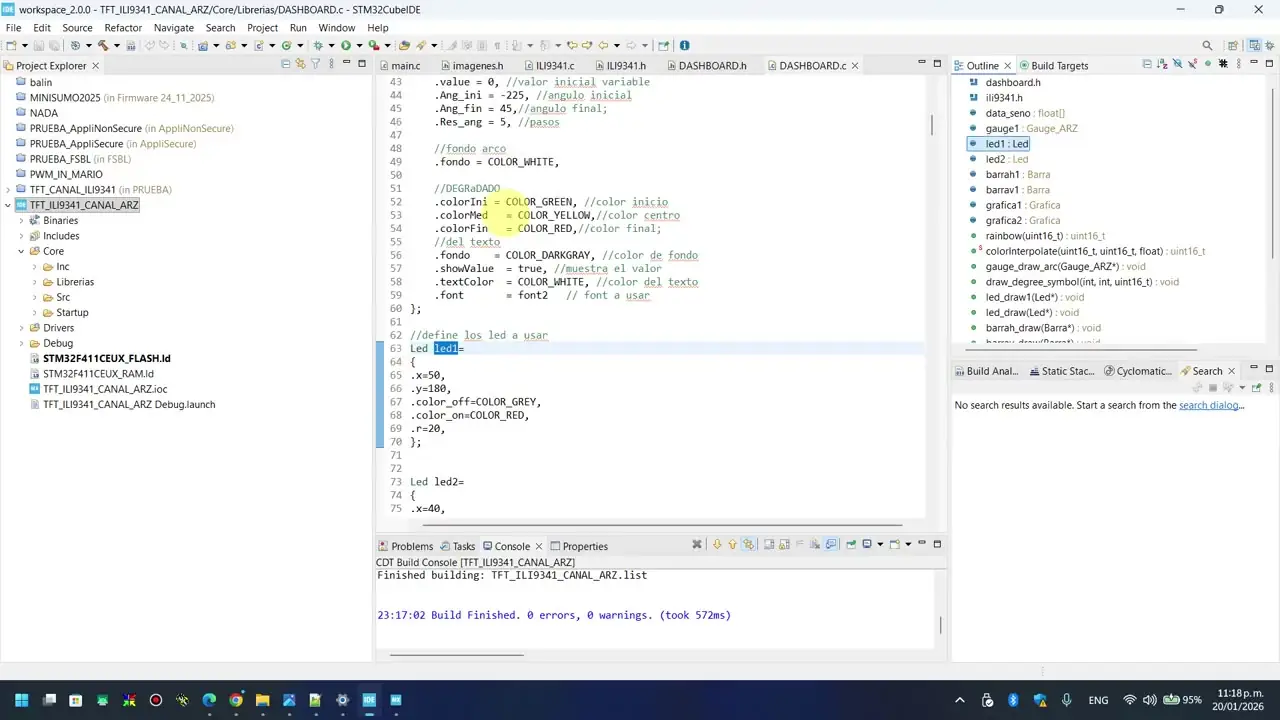 workspace_2.0.0 - TFT_ILI9341_CANAL_ARZ/Core/Librerias/DASHBOARD.c - STM32CubeIDE
File Edit Source Refactor Navigate Search Project Run Window Help
Project Explorer
balin
MINISUMO2025 (in Firmware 24_11_2025)
NADA
PRUEBA_AppliNonSecure (in AppliNonSecure)
PRUEBA_AppliSecure (in AppliSecure)
PRUEBA_FSBL (in FSBL)
PWM_IN_MARIO
TFT_CANAL_ILI9341 (in PRUEBA)
TFT_ILI9341_CANAL_ARZ
Binaries
Includes
Core
Inc
Librerias
Src
Startup
Drivers
Debug
STM32F411CEUX_FLASH.ld
STM32F411CEUX_RAM.ld
TFT_ILI9341_CANAL_ARZ.ioc
TFT_ILI9341_CANAL_ARZ Debug.launch
main.c imagenes.h ILI9341.c ILI9341.h DASHBOARD.h DASHBOARD.c
43 .value = 0, //valor inicial variable
44 .Ang_ini = -225, //angulo inicial
45 .Ang_fin = 45,//angulo final;
46 .Res_ang = 5, //pasos
47
48 //fondo arco
49 .fondo = COLOR_WHITE,
50
51 //DEGRaDADO
52 .colorIni = COLOR_GREEN, //color inicio
53 .colorMed = COLOR_YELLOW,//color centro
54 .colorFin = COLOR_RED,//color final;
55 //del texto
56 .fondo = COLOR_DARKGRAY, //color de fondo
57 .showValue = true, //muestra el valor
58 .textColor = COLOR_WHITE, //color del texto
59 .font = font2 // font a usar
60 };
61
62 //define los led a usar
63 Led led1=
64 {
65 .x=50,
66 .y=180,
67 .color_off=COLOR_GREY,
68 .color_on=COLOR_RED,
69 .r=20,
70 };
71
72
73 Led led2=
74 {
75 .x=40,
Problems Tasks Console Properties
CDT Build Console [TFT_ILI9341_CANAL_ARZ]
Finished building: TFT_ILI9341_CANAL_ARZ.list
23:17:02 Build Finished. 0 errors, 0 warnings. (took 572ms)
Outline Build Targets
dashboard.h
ili9341.h
data_seno : float[]
gauge1 : Gauge_ARZ
led1 : Led
led2 : Led
barrah1 : Barra
barrav1 : Barra
grafica1 : Grafica
grafica2 : Grafica
rainbow(uint16_t) : uint16_t
colorInterpolate(uint16_t, uint16_t, float) : uint16_t
gauge_draw_arc(Gauge_ARZ*) : void
draw_degree_symbol(int, int, uint16_t) : void
led_draw1(Led*) : void
led_draw(Led*) : void
barrah_draw(Barra*) : void
barrav_draw(Barra*) : void
Build Anal... Static Stac... Cyclomatic... Search
No search results available. Start a search from the search dialog...
ENG
95%
11:18 p. m.
20/01/2026